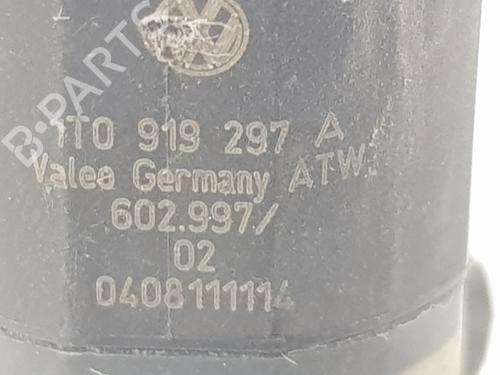 B-PARTS
1T0 919 297 A
Valeo Germany ATW
602.997/
02
0408111114